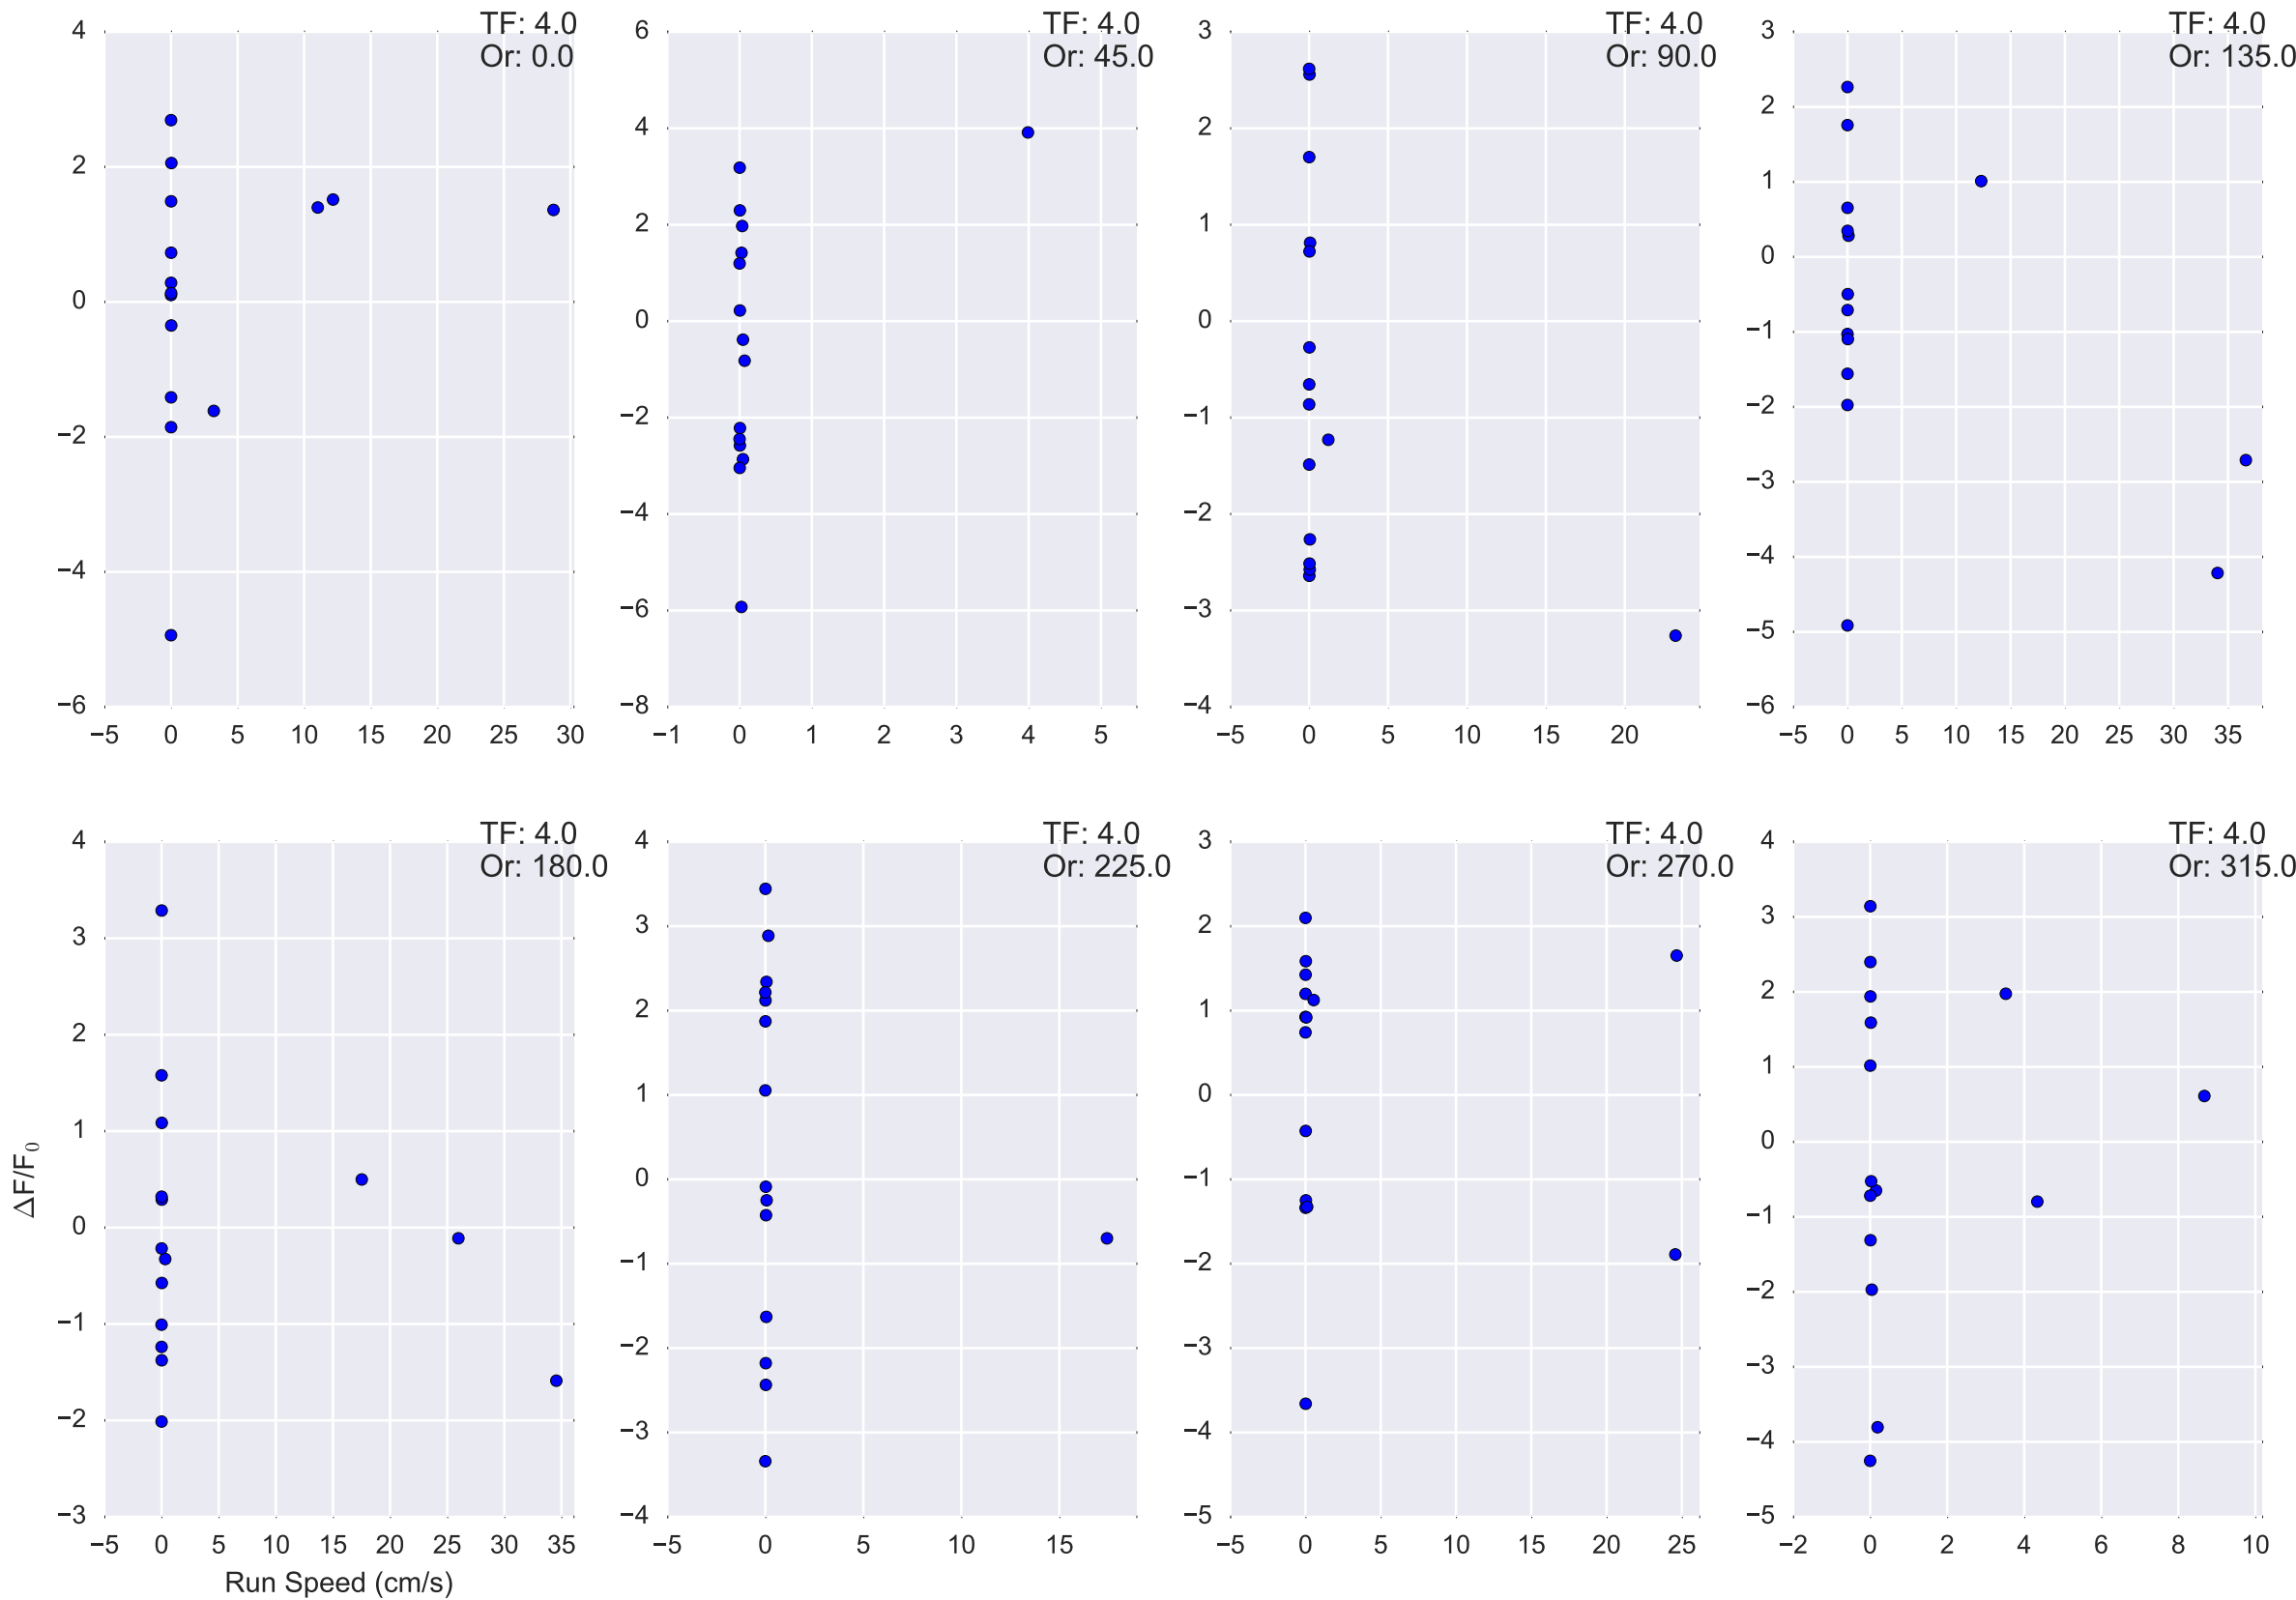 TF: 4.0
Or: 0.0
4
2
0
−2
−4
−6
−5 0 5 10 15 20 25 30
TF: 4.0
Or: 45.0
6
4
2
0
−2
−4
−6
−8
−1 0 1 2 3 4 5
TF: 4.0
Or: 90.0
3
2
1
0
−1
−2
−3
−4
−5 0 5 10 15 20
TF: 4.0
Or: 135.0
3
2
1
0
−1
−2
−3
−4
−5
−6
−5 0 5 10 15 20 25 30 35
TF: 4.0
Or: 180.0
4
3
2
1
0
−1
−2
−3
ΔF/F₀
−5 0 5 10 15 20 25 30 35
Run Speed (cm/s)
TF: 4.0
Or: 225.0
4
3
2
1
0
−1
−2
−3
−4
−5 0 5 10 15
TF: 4.0
Or: 270.0
3
2
1
0
−1
−2
−3
−4
−5
−5 0 5 10 15 20 25
TF: 4.0
Or: 315.0
4
3
2
1
0
−1
−2
−3
−4
−5
−2 0 2 4 6 8 10